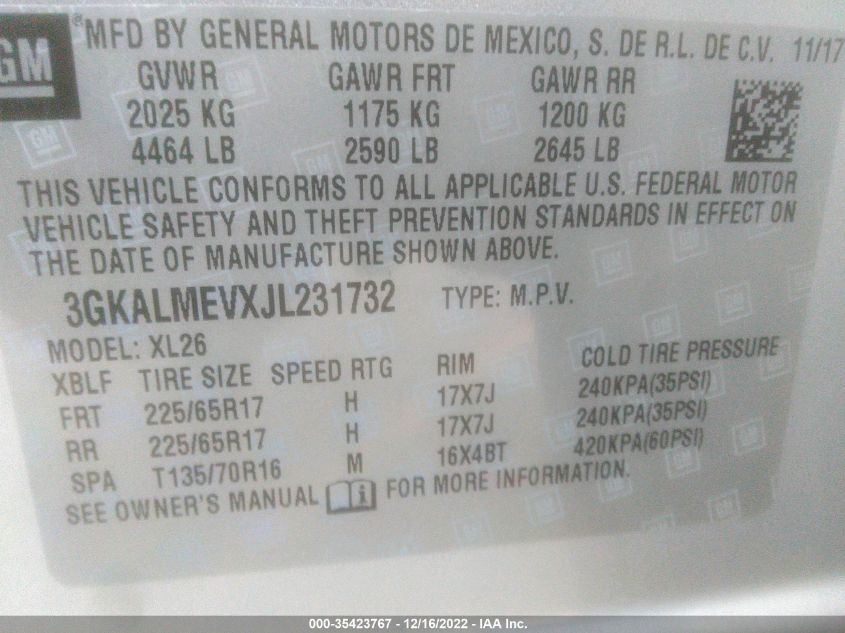 GM® MFD BY GENERAL MOTORS DE MEXICO, S. DE R.L. DE C.V. 11/17
GVWR GAWR FRT GAWR RR
2025 KG 1175 KG 1200 KG
4464 LB 2590 LB 2645 LB
THIS VEHICLE CONFORMS TO ALL APPLICABLE U.S. FEDERAL MOTOR
VEHICLE SAFETY AND THEFT PREVENTION STANDARDS IN EFFECT ON
THE DATE OF MANUFACTURE SHOWN ABOVE.
3GKALMEVXJL231732 TYPE: M.P.V.
MODEL: XL26
XBLF TIRE SIZE SPEED RTG RIM COLD TIRE PRESSURE
FRT 225/65R17 H 17X7J 240KPA(35PSI)
RR 225/65R17 H 17X7J 240KPA(35PSI)
SPA T135/70R16 M 16X4BT 420KPA(60PSI)
SEE OWNER'S MANUAL FOR MORE INFORMATION.
000-35423767 - 12/16/2022 - IAA Inc.